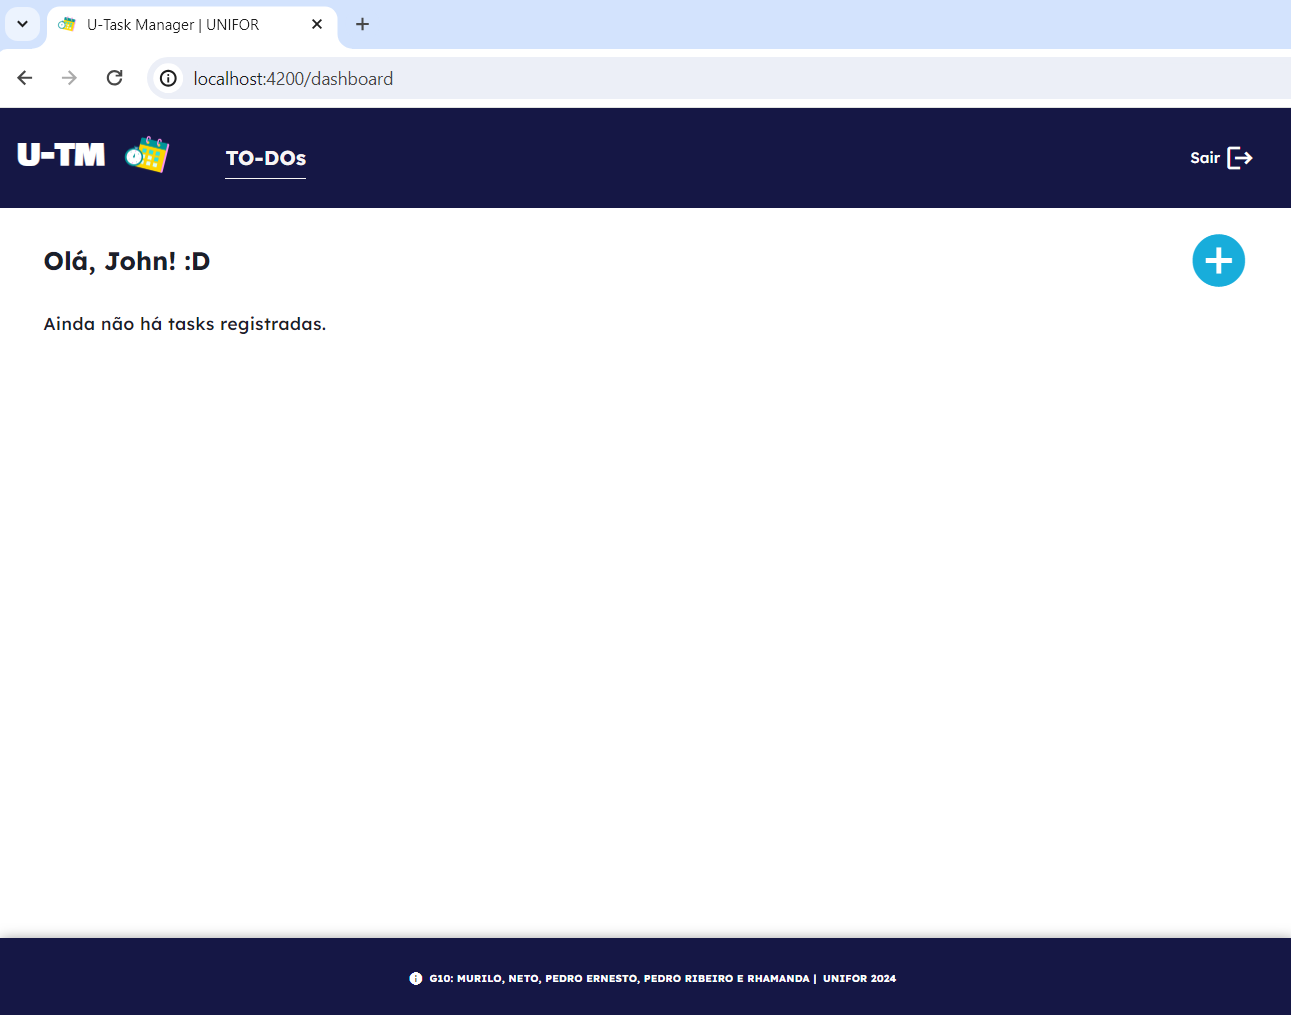 U-Task Manager | UNIFOR
localhost:4200/dashboard
U-TM
TO-DOs
Sair
Olá, John! :D
Ainda não há tasks registradas.
G10: MURILO, NETO, PEDRO ERNESTO, PEDRO RIBEIRO E RHAMANDA | UNIFOR 2024